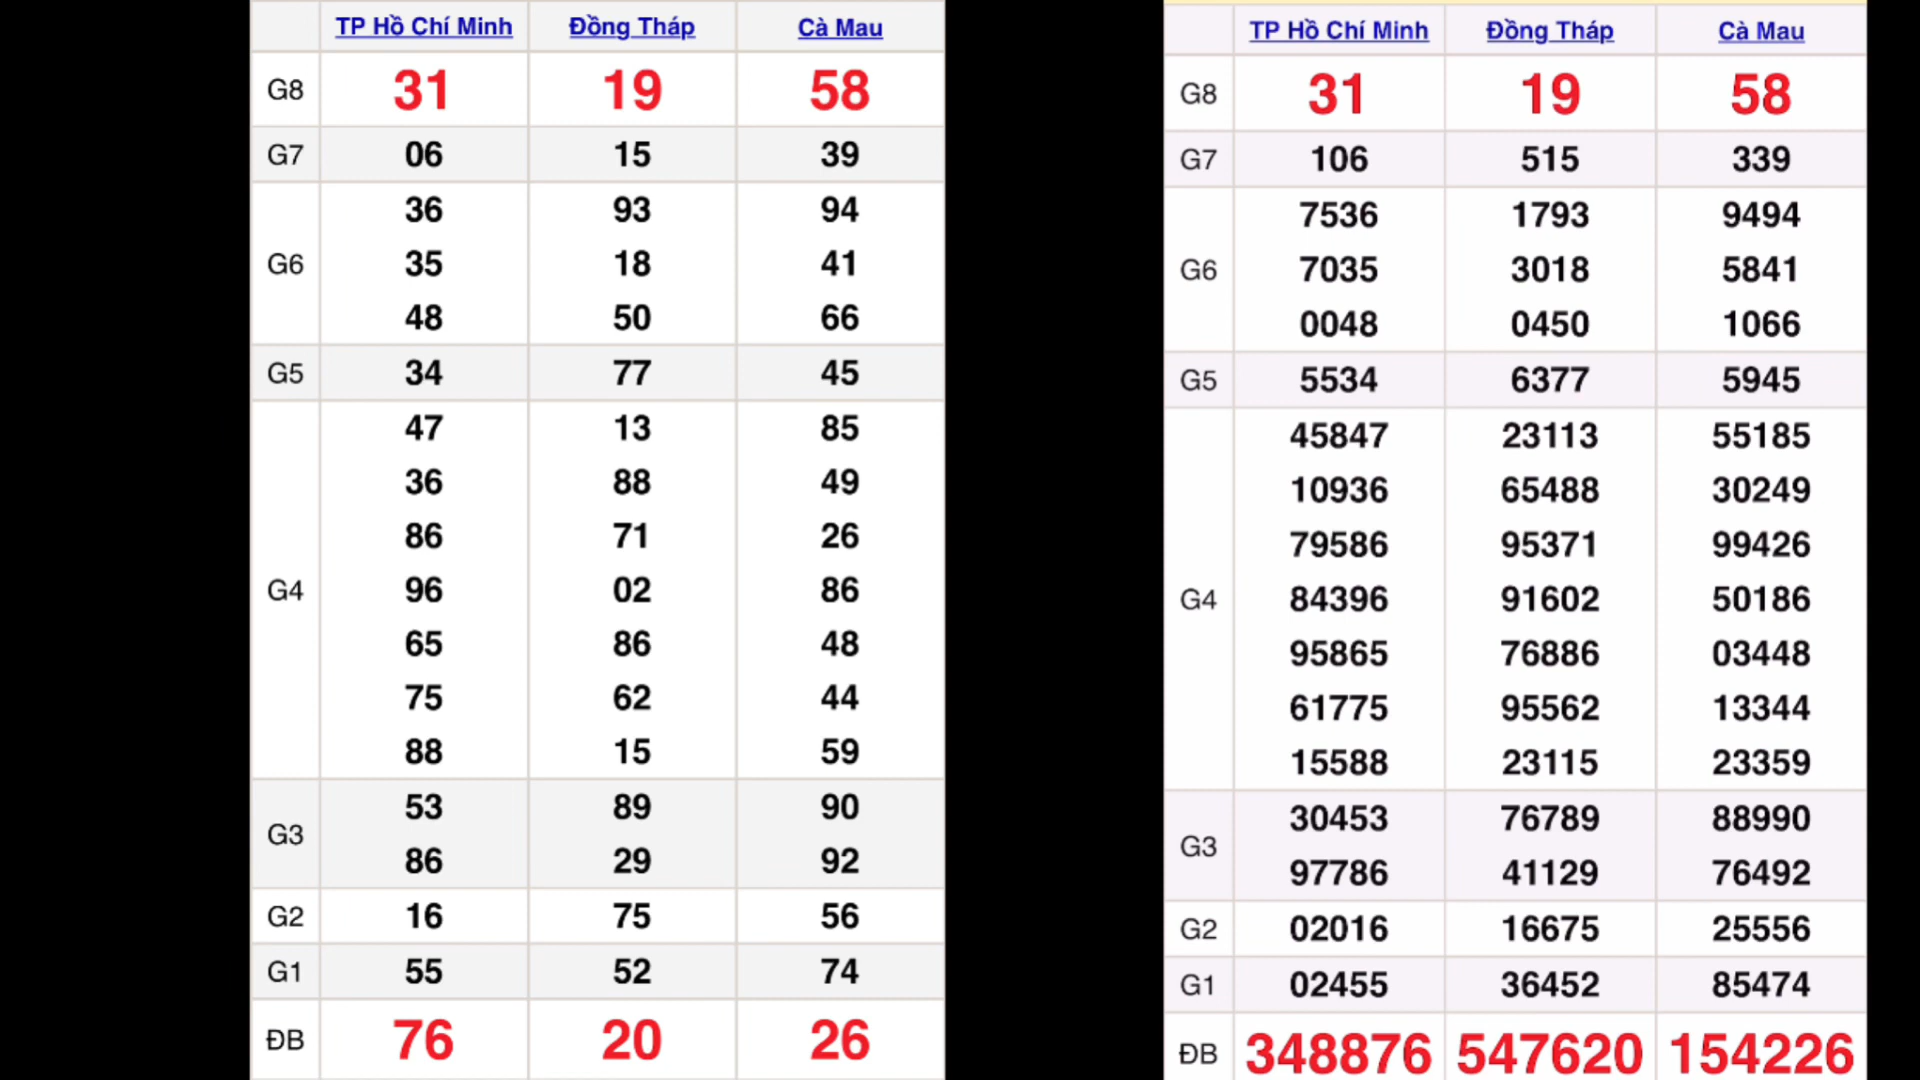 TP Hồ Chí Minh Đồng Tháp Cà Mau
G8 31 19 58
G7 06 15 39
36 93 94
G6 35 18 41
48 50 66
G5 34 77 45
47 13 85
36 88 49
86 71 26
G4 96 02 86
65 86 48
75 62 44
88 15 59
G3
53 89 90
86 29 92
G2 16 75 56
G1 55 52 74
ĐB 76 20 26
TP Hồ Chí Minh Đồng Tháp Cà Mau
G8 31 19 58
G7 106 515 339
7536 1793 9494
G6 7035 3018 5841
0048 0450 1066
G5 5534 6377 5945
45847 23113 55185
10936 65488 30249
79586 95371 99426
G4 84396 91602 50186
95865 76886 03448
61775 95562 13344
15588 23115 23359
G3
30453 76789 88990
97786 41129 76492
G2 02016 16675 25556
G1 02455 36452 85474
ĐB 348876 547620 154226